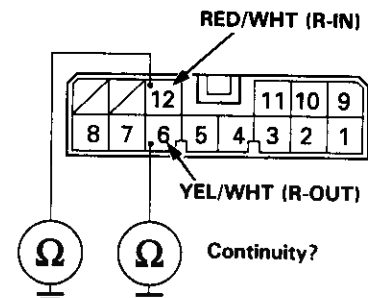 RED/WHT (R-IN)
12 11 10 9
8 7 6 5 4 3 2 1
YEL/WHT (R-OUT)
Ω Ω Continuity?